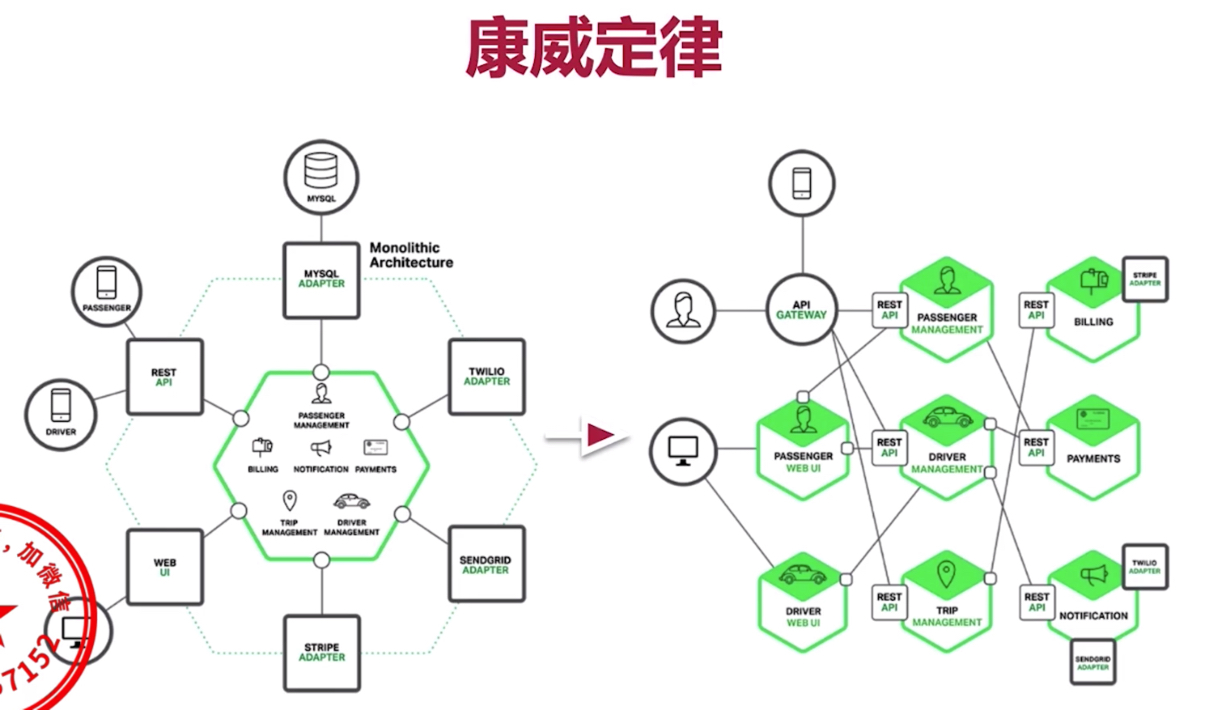 康威定律
MYSQL
MYSQL
ADAPTER
Monolithic
Architecture
PASSENGER
REST
API
DRIVER
TWILIO
ADAPTER
PASSENGER
MANAGEMENT
BILLING
NOTIFICATION
PAYMENTS
TRIP
MANAGEMENT
DRIVER
MANAGEMENT
WEB
UI
SENDGRID
ADAPTER
STRIPE
ADAPTER
，加微信
7152
API
GATEWAY
REST
API
PASSENGER
MANAGEMENT
REST
API
BILLING
STRIPE
ADAPTER
PASSENGER
WEB UI
REST
API
DRIVER
MANAGEMENT
REST
API
PAYMENTS
DRIVER
WEB UI
REST
API
TRIP
MANAGEMENT
REST
API
NOTIFICATION
TWILIO
ADAPTER
SENDGRID
ADAPTER